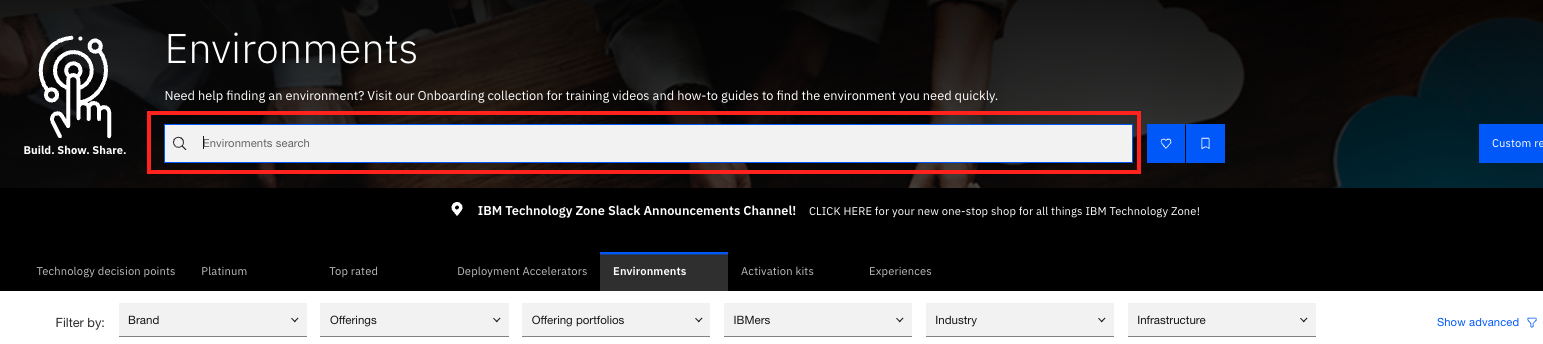 Environments
Need help finding an environment? Visit our Onboarding collection for training videos and how-to guides to find the environment you need quickly.
Build. Show. Share.
Environments search
Custom re
IBM Technology Zone Slack Announcements Channel! CLICK HERE for your new one-stop shop for all things IBM Technology Zone!
Technology decision points Platinum Top rated Deployment Accelerators Environments Activation kits Experiences
Filter by: Brand Offerings Offering portfolios IBMers Industry Infrastructure Show advanced